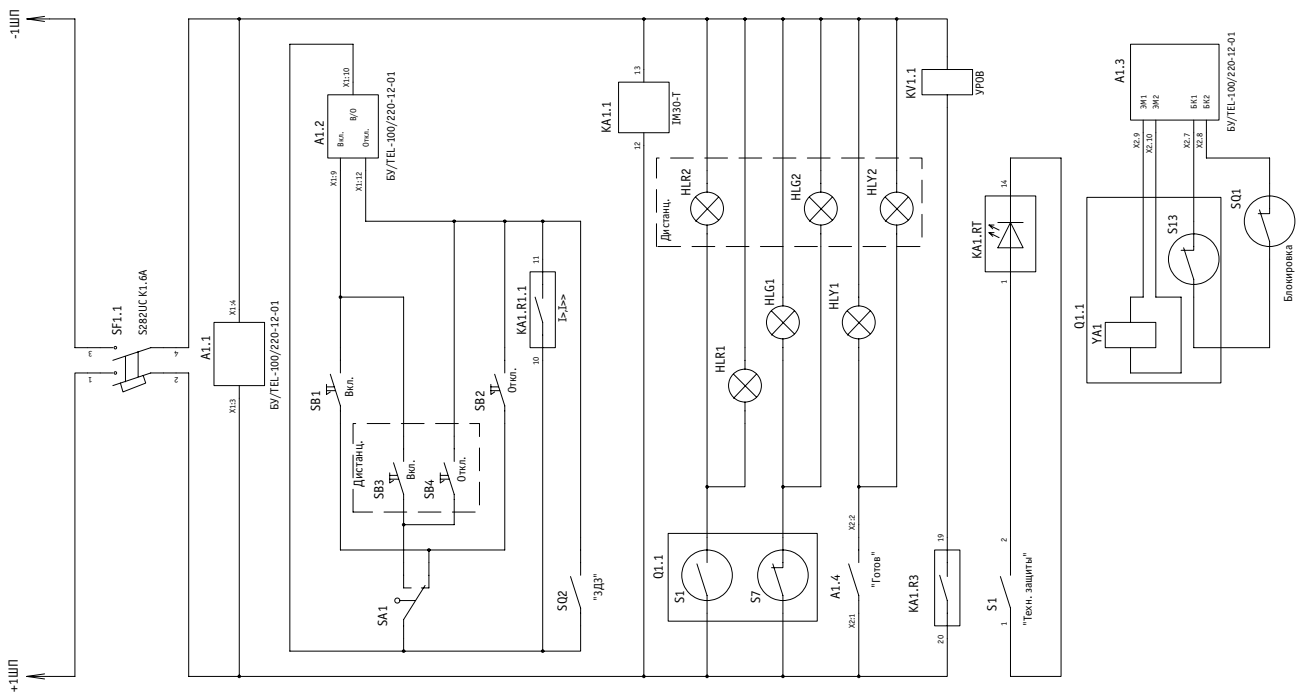 -1ШП
+1ШП
SF1.1
S282UC K1.6A
1
3
2
4
A1.1
X1:3
X1:4
БУ/TEL-100/220-12-01
A1.2
X1:10
Вкл.
В/О
Откл.
X1:9
X1:12
БУ/TEL-100/220-12-01
SB1
Вкл.
Дистанц.
SB3
Вкл.
SB4
Откл.
SB2
Откл.
SA1
KA1.R1.1
10
11
I>,I>>
SQ2
"ЗДЗ"
KA1.1
12
13
IM30-T
Дистанц.
HLR2
HLG2
HLY2
HLR1
HLG1
HLY1
Q1.1
S1
S7
A1.4
X2:1
X2:2
"Готов"
KA1.R3
20
19
KV1.1
УРОВ
S1
1
2
"Техн. защиты"
KA1.RT
1
14
A1.3
ЭМ1
ЭМ2
БК1
БК2
X2.9
X2.10
X2.7
X2.8
БУ/TEL-100/220-12-01
Q1.1
YA1
S13
SQ1
Блокировка